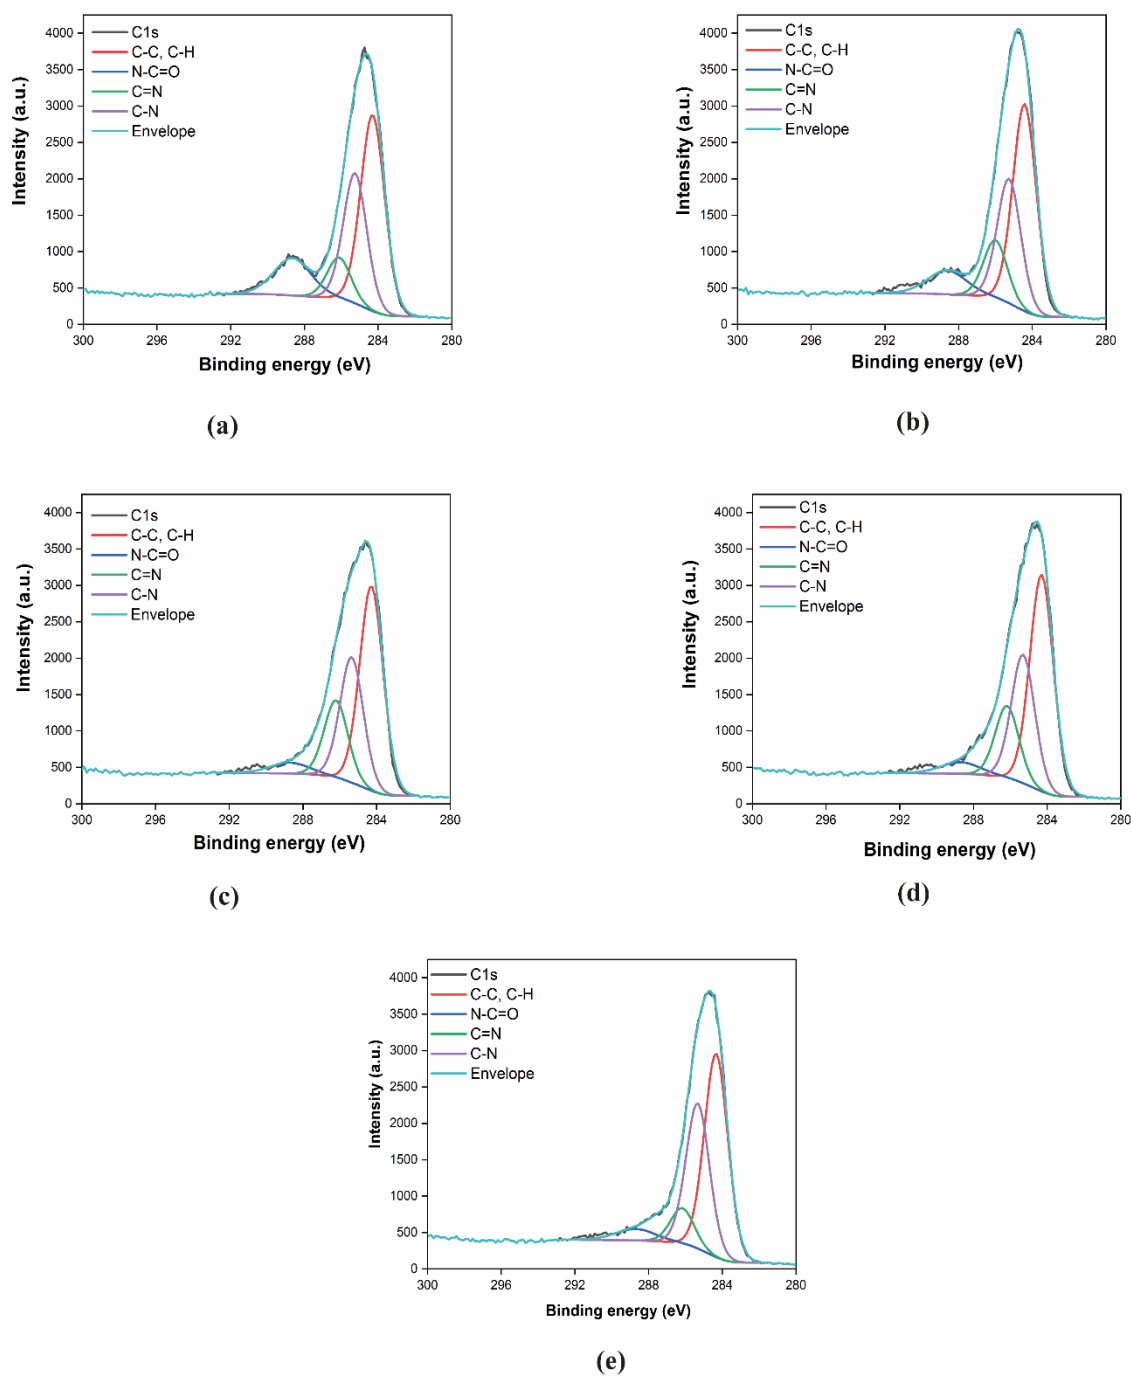 C1s
C-C, C-H
N-C=O
C=N
C-N
Envelope
4000
3500
3000
2500
2000
1500
1000
500
0
300 296 292 288 284 280
Intensity (a.u.)
Binding energy (eV)
(a)
C1s
C-C, C-H
N-C=O
C=N
C-N
Envelope
4000
3500
3000
2500
2000
1500
1000
500
0
300 296 292 288 284 280
Intensity (a.u.)
Binding energy (eV)
(b)
C1s
C-C, C-H
N-C=O
C=N
C-N
Envelope
4000
3500
3000
2500
2000
1500
1000
500
0
300 296 292 288 284 280
Intensity (a.u.)
Binding energy (eV)
(c)
C1s
C-C, C-H
N-C=O
C=N
C-N
Envelope
4000
3500
3000
2500
2000
1500
1000
500
0
300 296 292 288 284 280
Intensity (a.u.)
Binding energy (eV)
(d)
C1s
C-C, C-H
N-C=O
C=N
C-N
Envelope
4000
3500
3000
2500
2000
1500
1000
500
0
300 296 292 288 284 280
Intensity (a.u.)
Binding energy (eV)
(e)